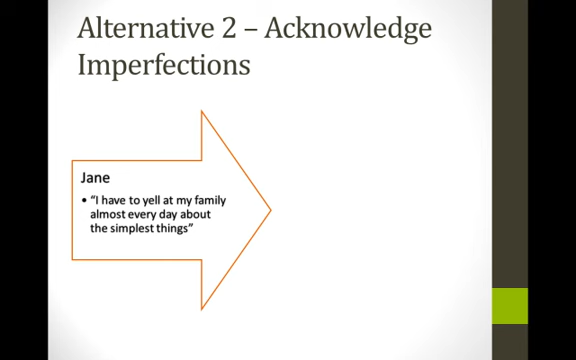 Alternative 2 – Acknowledge
Imperfections
Jane
• “I have to yell at my family
almost every day about
the simplest things”